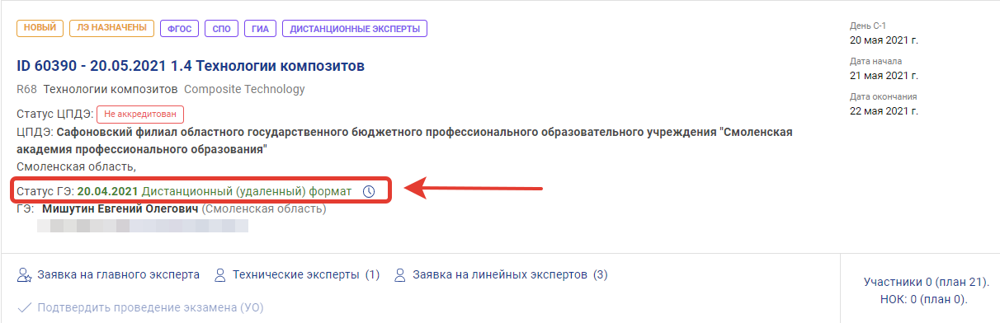 НОВЫЙ ЛЭ НАЗНАЧЕНЫ ФГОС СПО ГИА ДИСТАНЦИОННЫЕ ЭКСПЕРТЫ
ID 60390 - 20.05.2021 1.4 Технологии композитов
R68 Технологии композитов Composite Technology
Статус ЦПДЭ: Не аккредитован
ЦПДЭ: Сафоновский филиал областного государственного бюджетного профессионального образовательного учреждения "Смоленская
академия профессионального образования"
Смоленская область,
Статус ГЭ: 20.04.2021 Дистанционный (удаленный) формат
ГЭ: Мишутин Евгений Олегович (Смоленская область)
День С-1
20 мая 2021 г.
Дата начала
21 мая 2021 г.
Дата окончания
22 мая 2021 г.
Заявка на главного эксперта Технические эксперты (1) Заявка на линейных экспертов (3)
Подтвердить проведение экзамена (УО)
Участники 0 (план 21).
НОК: 0 (план 0).